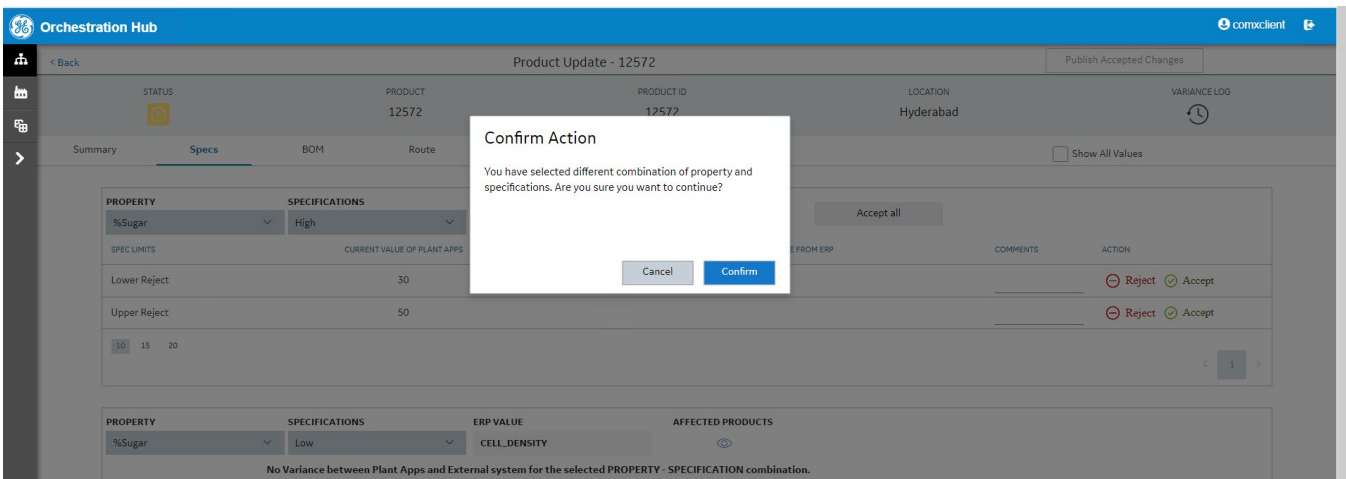 Orchestration Hub
comxclient
< Back
Product Update - 12572
Publish Accepted Changes
STATUS PRODUCT PRODUCT ID LOCATION VARIANCE LOG
12572 12572 Hyderabad
Summary Specs BOM Route
Show All Values
Confirm Action
You have selected different combination of property and
specifications. Are you sure you want to continue?
Cancel Confirm
PROPERTY SPECIFICATIONS
%Sugar High
Accept all
SPEC LIMITS CURRENT VALUE OF PLANT APPS FROM ERP COMMENTS ACTION
Lower Reject 30 Reject Accept
Upper Reject 50 Reject Accept
10 15 20
< 1 >
PROPERTY SPECIFICATIONS ERP VALUE AFFECTED PRODUCTS
%Sugar Low CELL_DENSITY
No Variance between Plant Apps and External system for the selected PROPERTY - SPECIFICATION combination.